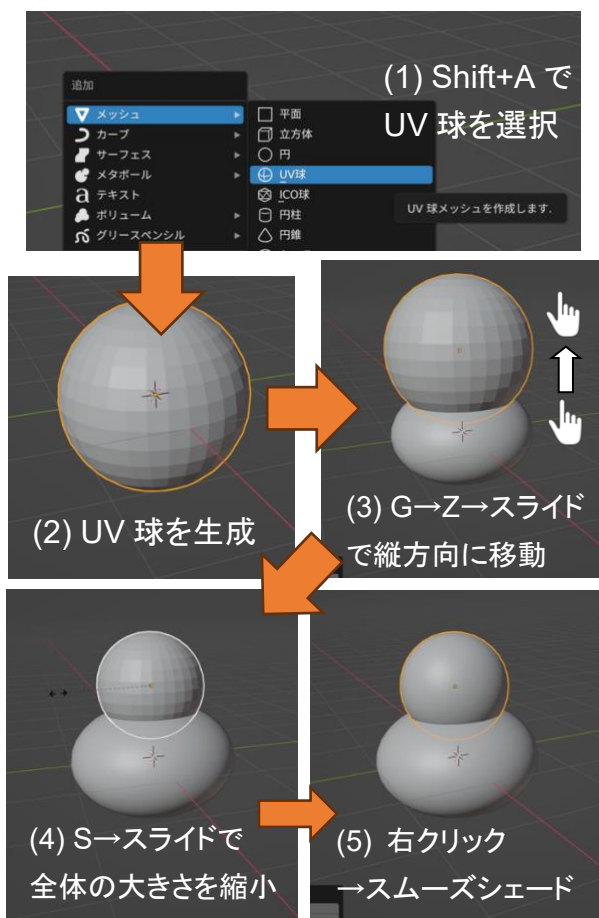 (1) Shift+A で
UV 球を選択
追加
メッシュ
カーブ
サーフェス
メタボール
テキスト
ボリューム
グリースペンシル
平面
立方体
円
UV球
ICO球
円柱
円錐
UV 球メッシュを作成します.
(2) UV 球を生成
(3) G→Z→スライド
で縦方向に移動
(4) S→スライドで
全体の大きさを縮小
(5) 右クリック
→スムーズシェード